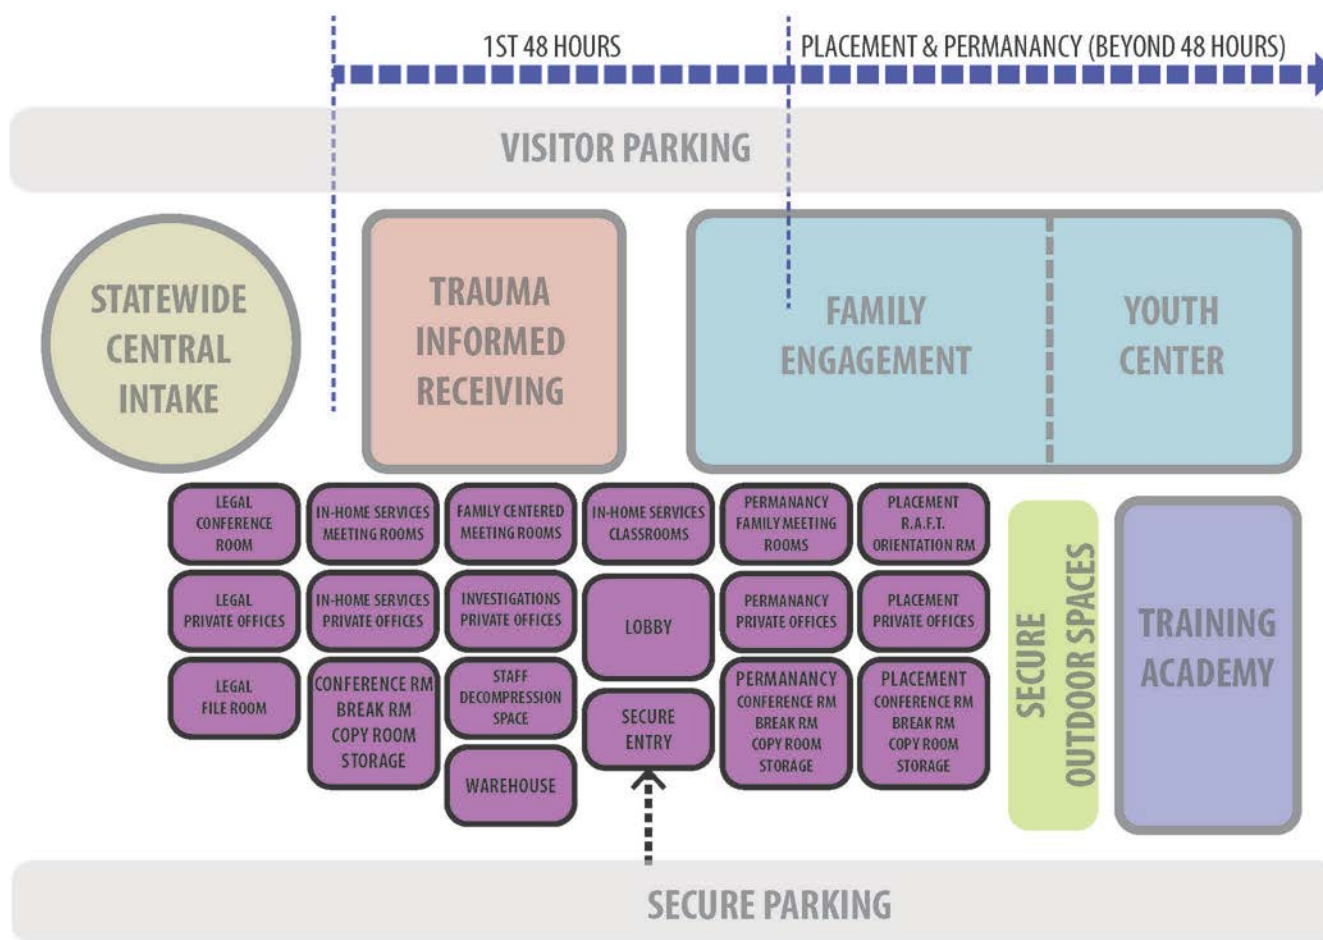 1ST 48 HOURS
PLACEMENT & PERMANANCY (BEYOND 48 HOURS)
VISITOR PARKING
STATEWIDE
CENTRAL
INTAKE
TRAUMA
INFORMED
RECEIVING
FAMILY
ENGAGEMENT
YOUTH
CENTER
LEGAL
CONFERENCE
ROOM
IN-HOME SERVICES
MEETING ROOMS
FAMILY CENTERED
MEETING ROOMS
IN-HOME SERVICES
CLASSROOMS
PERMANANCY
FAMILY MEETING
ROOMS
PLACEMENT
R.A.F.T.
ORIENTATION RM
LEGAL
PRIVATE OFFICES
IN-HOME SERVICES
PRIVATE OFFICES
INVESTIGATIONS
PRIVATE OFFICES
LOBBY
PERMANANCY
PRIVATE OFFICES
PLACEMENT
PRIVATE OFFICES
LEGAL
FILE ROOM
CONFERENCE RM
BREAK RM
COPY ROOM
STORAGE
STAFF
DECOMPRESSION
SPACE
WAREHOUSE
SECURE
ENTRY
PERMANANCY
CONFERENCE RM
BREAK RM
COPY ROOM
STORAGE
PLACEMENT
CONFERENCE RM
BREAK RM
COPY ROOM
STORAGE
SECURE
OUTDOOR SPACES
TRAINING
ACADEMY
SECURE PARKING